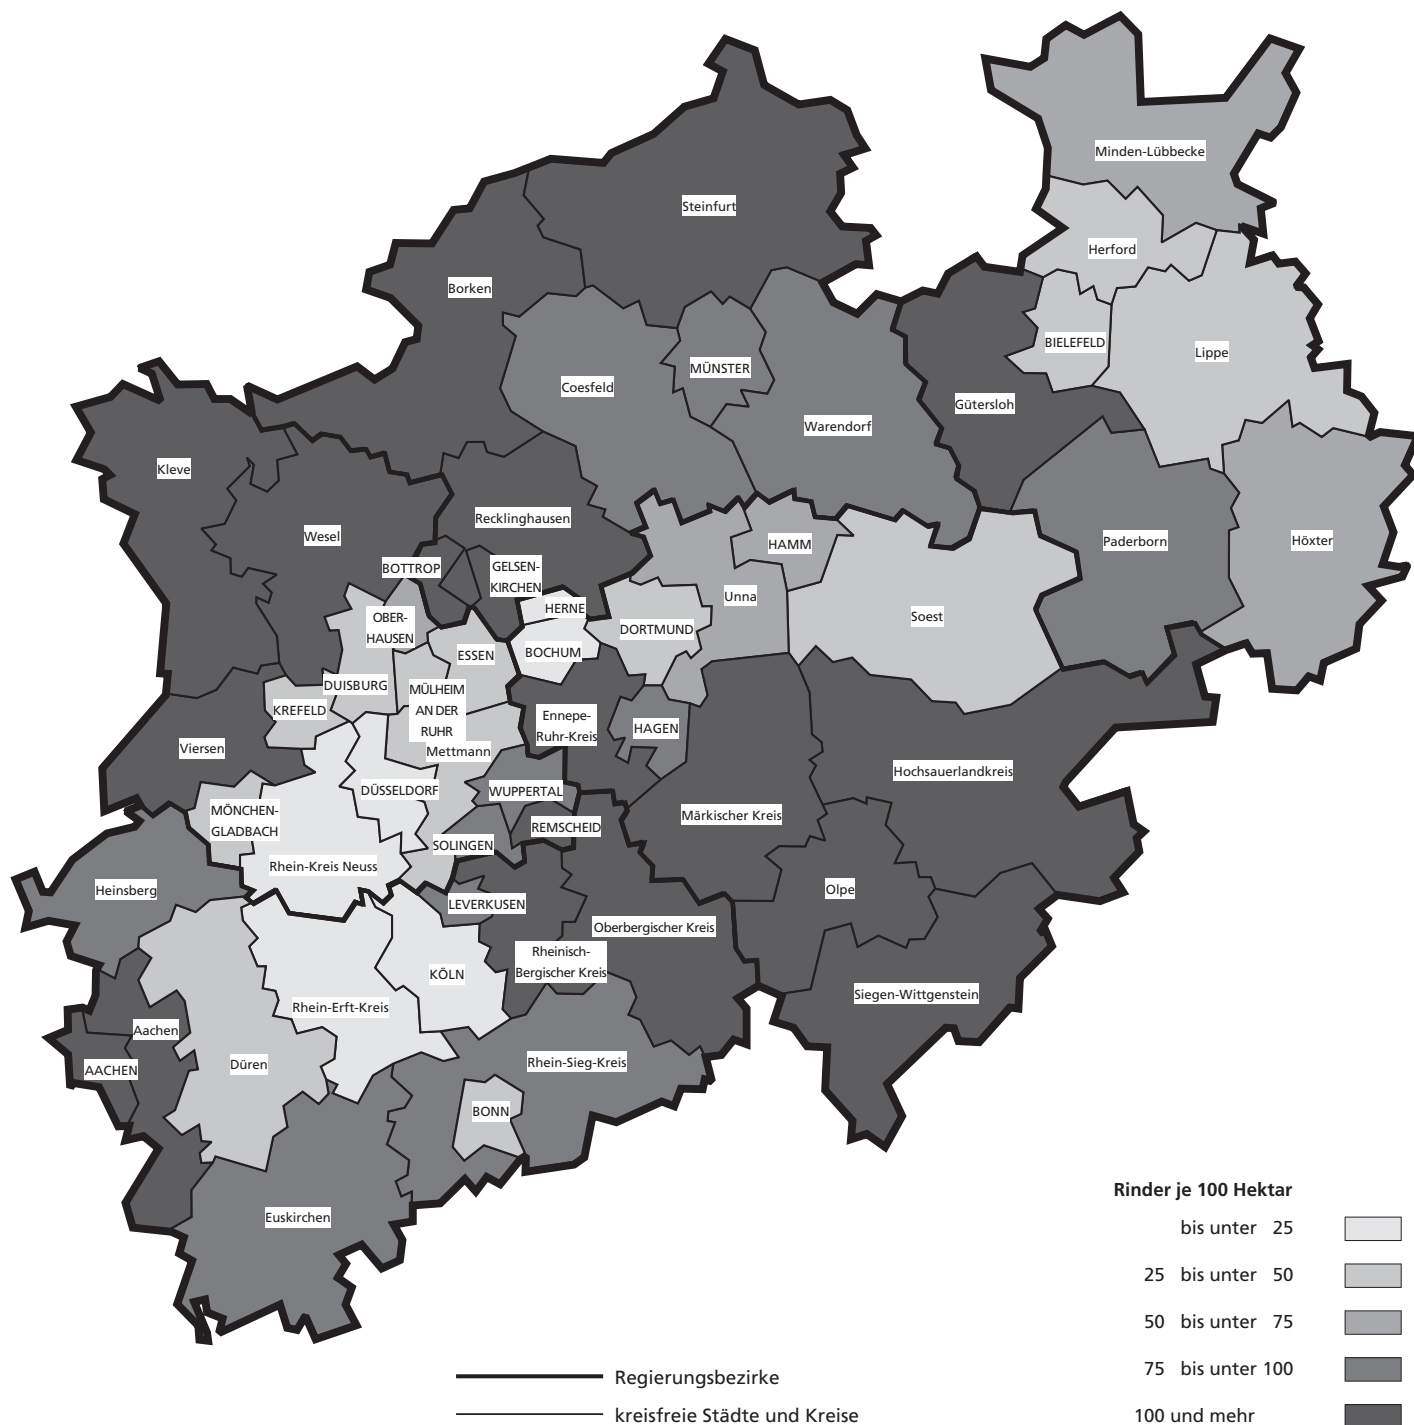 Minden-Lübbecke
Steinfurt
Herford
Borken
BIELEFELD
Lippe
MÜNSTER
Coesfeld
Gütersloh
Warendorf
Kleve
Recklinghausen
Wesel
HAMM
Paderborn
Höxter
BOTTROP
GELSEN-
KIRCHEN
Unna
HERNE
OBER-
HAUSEN
Soest
DORTMUND
ESSEN
BOCHUM
DUISBURG
MÜLHEIM
AN DER
RUHR
KREFELD
Ennepe-
Ruhr-Kreis
HAGEN
Viersen
Mettmann
Hochsauerlandkreis
DÜSSELDORF
WUPPERTAL
MÖNCHEN-
GLADBACH
Märkischer Kreis
REMSCHEID
SOLINGEN
Rhein-Kreis Neuss
Heinsberg
Olpe
LEVERKUSEN
Oberbergischer Kreis
Rheinisch-
Bergischer Kreis
KÖLN
Siegen-Wittgenstein
Rhein-Erft-Kreis
Aachen
Düren
Rhein-Sieg-Kreis
AACHEN
BONN
Euskirchen
Rinder je 100 Hektar
bis unter 25
25 bis unter 50
50 bis unter 75
75 bis unter 100
100 und mehr
Regierungsbezirke
kreisfreie Städte und Kreise